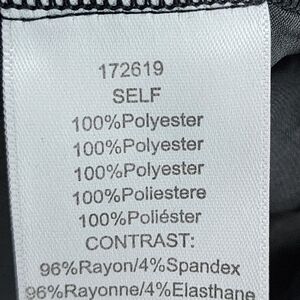 172619
SELF
100%Polyester
100%Polyester
100%Polyester
100%Poliestere
100%Poliéster
CONTRAST:
96%Rayon/4%Spandex
96%Rayonne/4%Elasthane